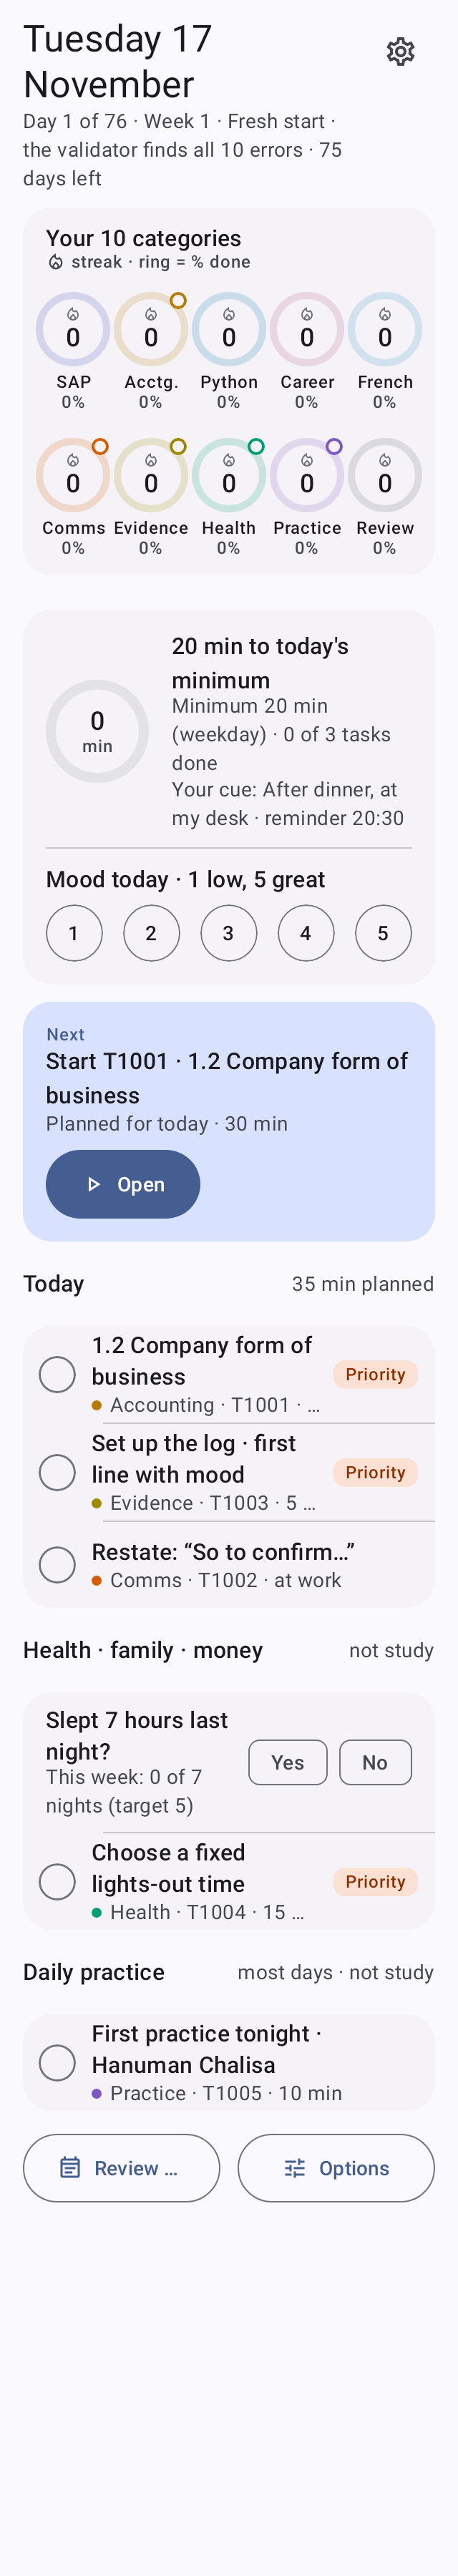 Tuesday 17
November
Day 1 of 76 · Week 1 · Fresh start ·
the validator finds all 10 errors · 75
days left
Your 10 categories
streak · ring = % done
0 0 0 0 0
SAP Acctg. Python Career French
0% 0% 0% 0% 0%
0 0 0 0 0
Comms Evidence Health Practice Review
0% 0% 0% 0% 0%
0
min
20 min to today's
minimum
Minimum 20 min
(weekday) · 0 of 3 tasks
done
Your cue: After dinner, at
my desk · reminder 20:30
Mood today · 1 low, 5 great
1 2 3 4 5
Next
Start T1001 · 1.2 Company form of
business
Planned for today · 30 min
Open
Today 35 min planned
1.2 Company form of
business
Accounting · T1001 · …
Priority
Set up the log · first
line with mood
Evidence · T1003 · 5 …
Priority
Restate: “So to confirm…”
Comms · T1002 · at work
Health · family · money not study
Slept 7 hours last
night?
This week: 0 of 7
nights (target 5)
Yes No
Choose a fixed
lights-out time
Health · T1004 · 15 …
Priority
Daily practice most days · not study
First practice tonight ·
Hanuman Chalisa
Practice · T1005 · 10 min
Review … Options